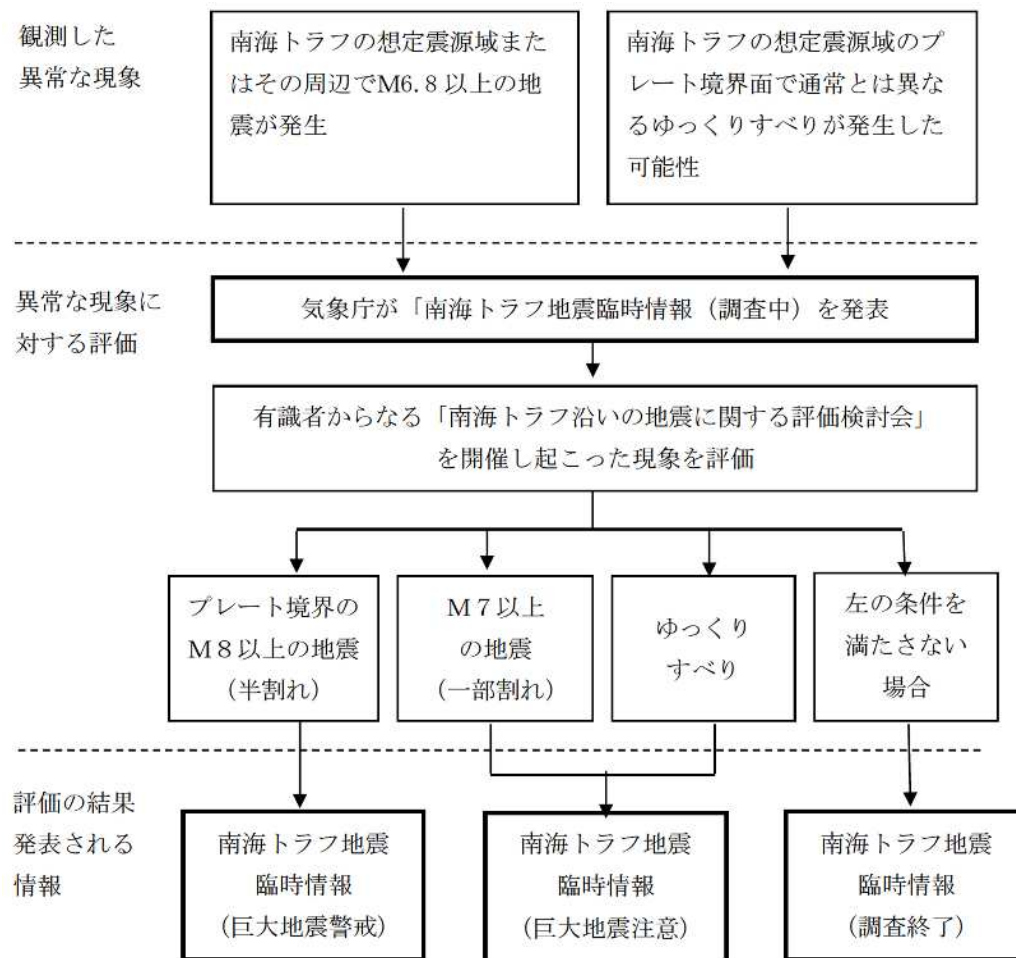 観測した
異常な現象
南海トラフの想定震源域また
はその周辺でM6.8以上の地
震が発生
南海トラフの想定震源域のプ
レート境界面で通常とは異な
るゆっくりすべりが発生した
可能性
異常な現象に
対する評価
気象庁が「南海トラフ地震臨時情報（調査中）を発表
有識者からなる「南海トラフ沿いの地震に関する評価検討会」
を開催し起こった現象を評価
プレート境界の
M８以上の地震
（半割れ）
M７以上
の地震
（一部割れ）
ゆっくり
すべり
左の条件を
満たさない
場合
評価の結果
発表される
情報
南海トラフ地震
臨時情報
（巨大地震警戒）
南海トラフ地震
臨時情報
（巨大地震注意）
南海トラフ地震
臨時情報
（調査終了）